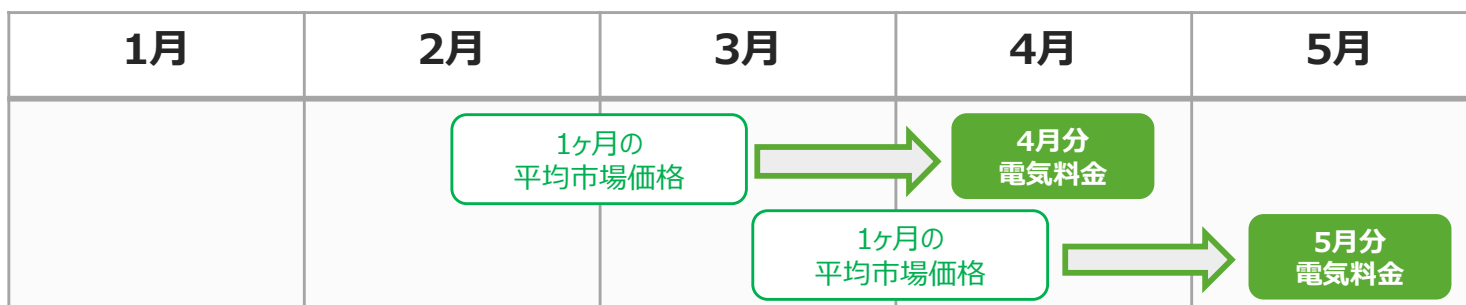 1月 2月 3月 4月 5月
1ヶ月の
平均市場価格
4月分
電気料金
1ヶ月の
平均市場価格
5月分
電気料金